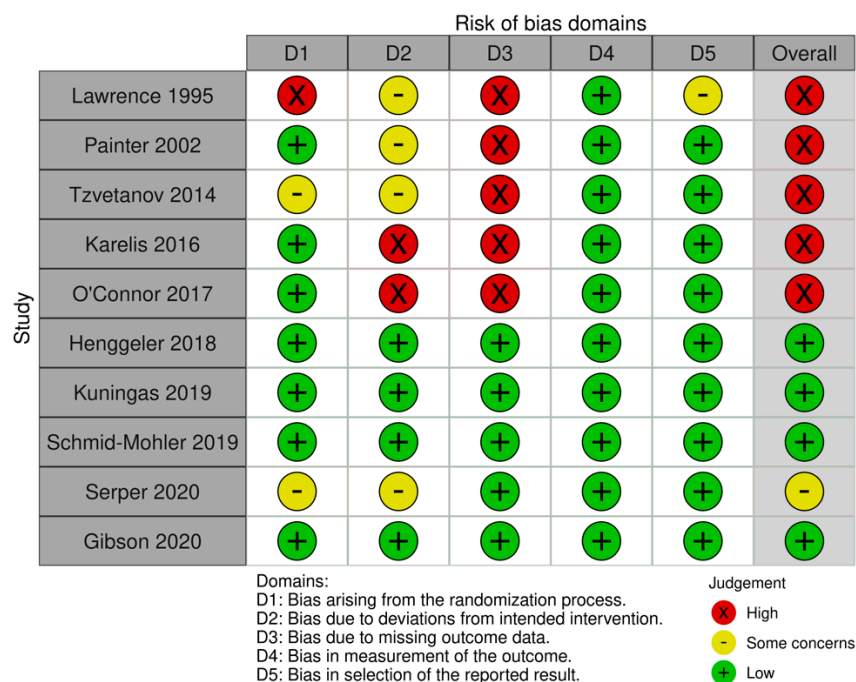 Risk of bias domains
D1 D2 D3 D4 D5 Overall
Study
Lawrence 1995 X - X + - X
Painter 2002 + - X + + X
Tzvetanov 2014 - - X + + X
Karelis 2016 + X X + + X
O'Connor 2017 + X X + + X
Henggeler 2018 + + + + + +
Kuningas 2019 + + + + + +
Schmid-Mohler 2019 + + + + + +
Serper 2020 - - + + + -
Gibson 2020 + + + + + +
Domains:
D1: Bias arising from the randomization process.
D2: Bias due to deviations from intended intervention.
D3: Bias due to missing outcome data.
D4: Bias in measurement of the outcome.
D5: Bias in selection of the reported result.
Judgement
X High
- Some concerns
+ Low